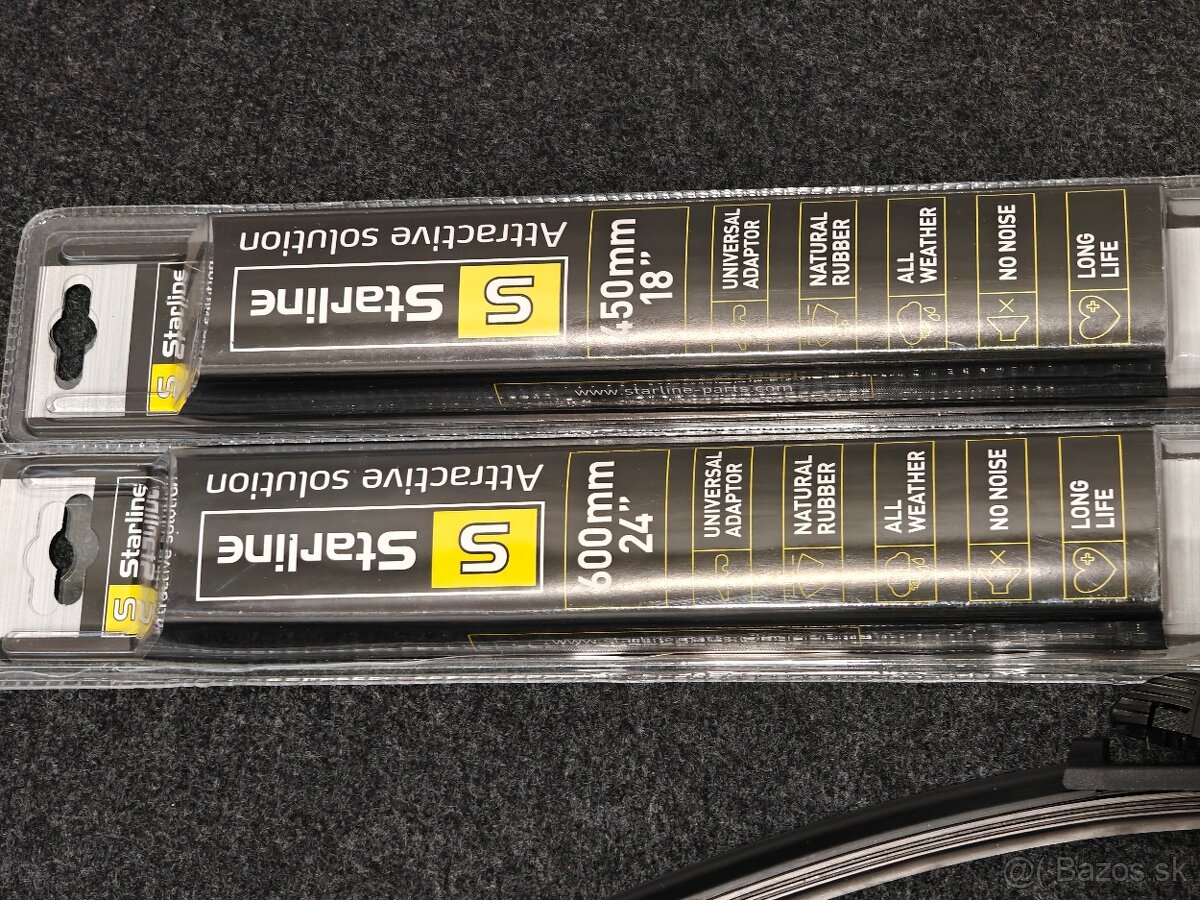 Starline
Attractive solution
Starline
S
450mm
18”
UNIVERSAL
ADAPTOR
NATURAL
RUBBER
ALL
WEATHER
NO NOISE
LONG
LIFE
www.starline-parts.com
S Starline
Attractive solution
Starline
S
600mm
24”
UNIVERSAL
ADAPTOR
NATURAL
RUBBER
ALL
WEATHER
NO NOISE
LONG
LIFE
Bazos.sk